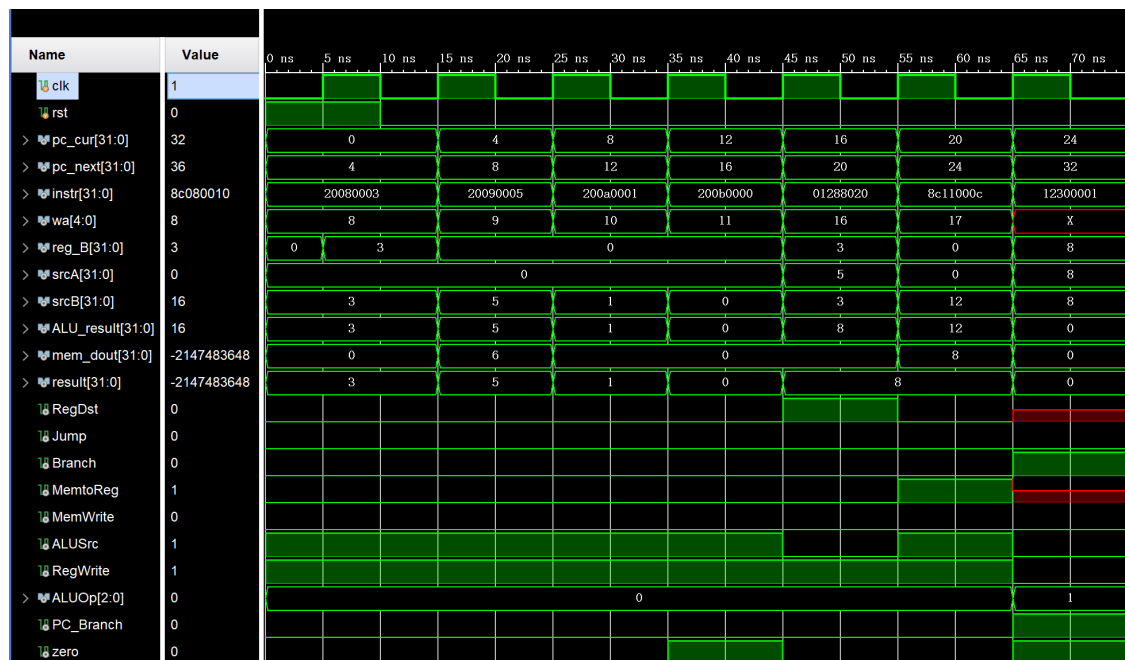 Name Value 0 ns 5 ns 10 ns 15 ns 20 ns 25 ns 30 ns 35 ns 40 ns 45 ns 50 ns 55 ns 60 ns 65 ns 70 ns
clk 1
rst 0
pc_cur[31:0] 32 0 4 8 12 16 20 24
pc_next[31:0] 36 4 8 12 16 20 24 32
instr[31:0] 8c080010 20080003 20090005 200a0001 200b0000 01288020 8c11000c 12300001
wa[4:0] 8 8 9 10 11 16 17 X
reg_B[31:0] 3 0 3 0 3 0 8
srcA[31:0] 0 0 5 0 8
srcB[31:0] 16 3 5 1 0 3 12 8
ALU_result[31:0] 16 3 5 1 0 8 12 0
mem_dout[31:0] -2147483648 0 6 0 8 0
result[31:0] -2147483648 3 5 1 0 8 0
RegDst 0
Jump 0
Branch 0
MemtoReg 1
MemWrite 0
ALUSrc 1
RegWrite 1
ALUOp[2:0] 0 0 1
PC_Branch 0
zero 0